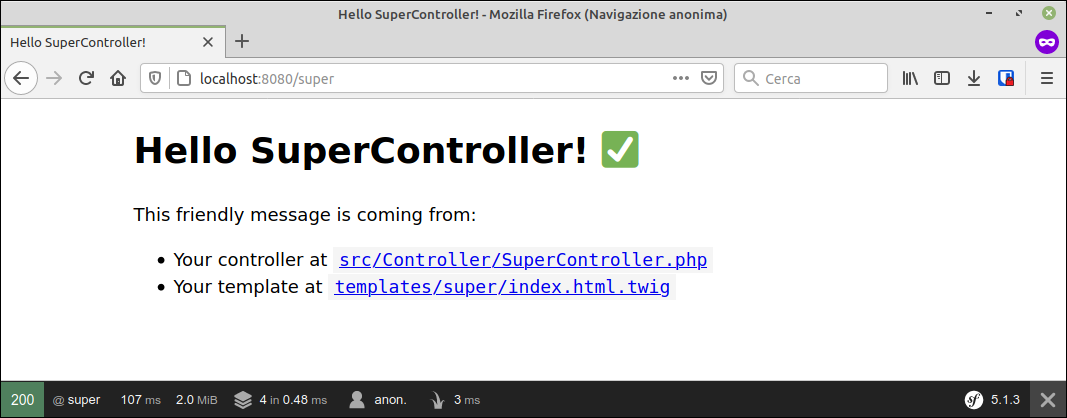 Hello SuperController! - Mozilla Firefox (Navigazione anonima)
Hello SuperController!
localhost:8080/super
Cerca
Hello SuperController! ✅
This friendly message is coming from:
• Your controller at src/Controller/SuperController.php
• Your template at templates/super/index.html.twig
200 @ super 107 ms 2.0 MiB 4 in 0.48 ms anon. 3 ms sf 5.1.3